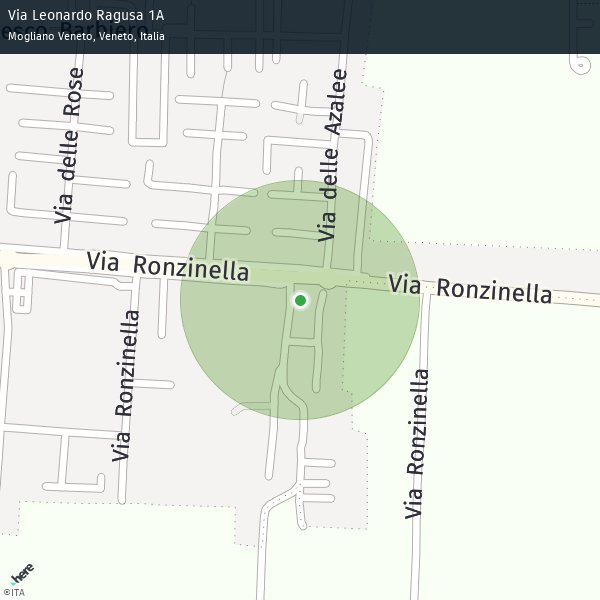 Via Leonardo Ragusa 1A
Mogliano Veneto, Veneto, Italia
Via delle Rose
Via delle Azalee
Via Ronzinella
Via Ronzinella
Via Ronzinella
Via Ronzinella
here
©ITA